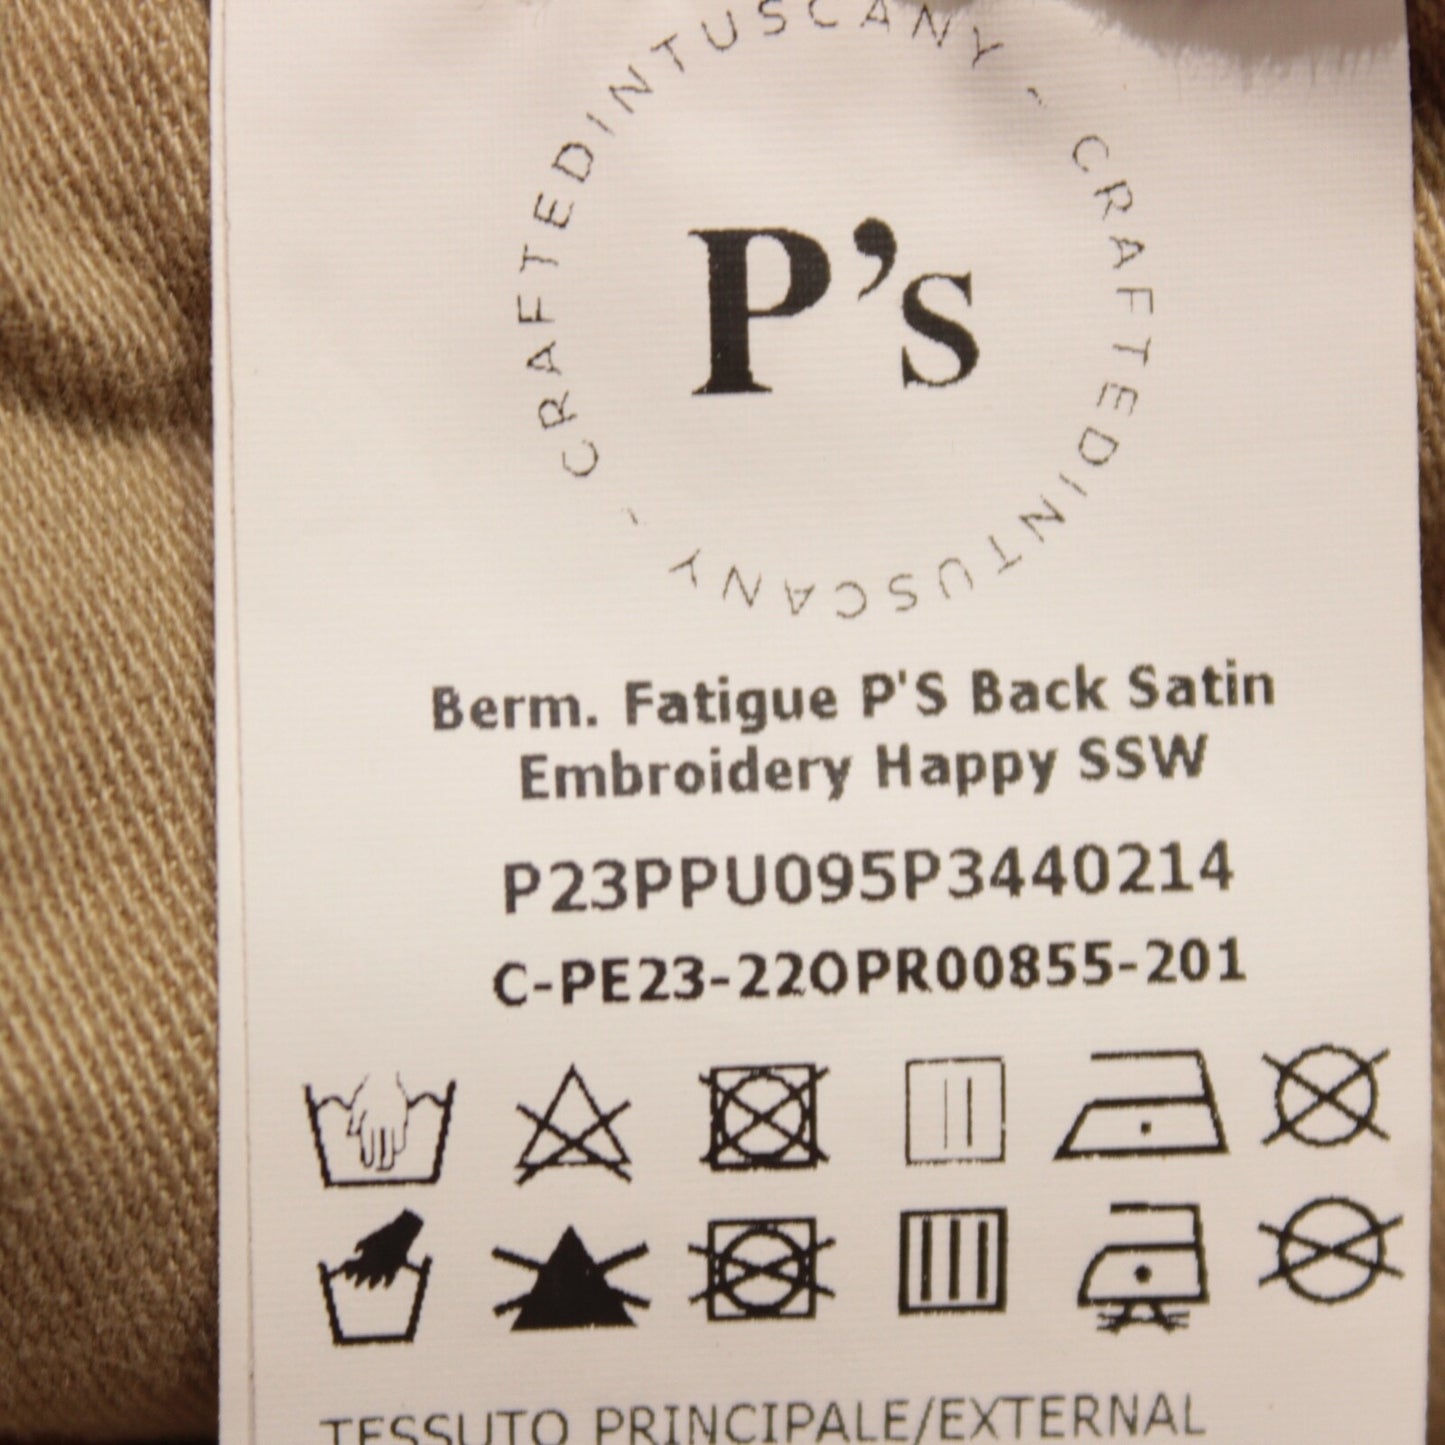 CRAFTEDINTUSCANY - CRAFTEDINTUSCANY -
P’s
Berm. Fatigue P'S Back Satin
Embroidery Happy SSW
P23PPU095P3440214
C-PE23-22OPR00855-201
TESSUTO PRINCIPALE/EXTERNAL